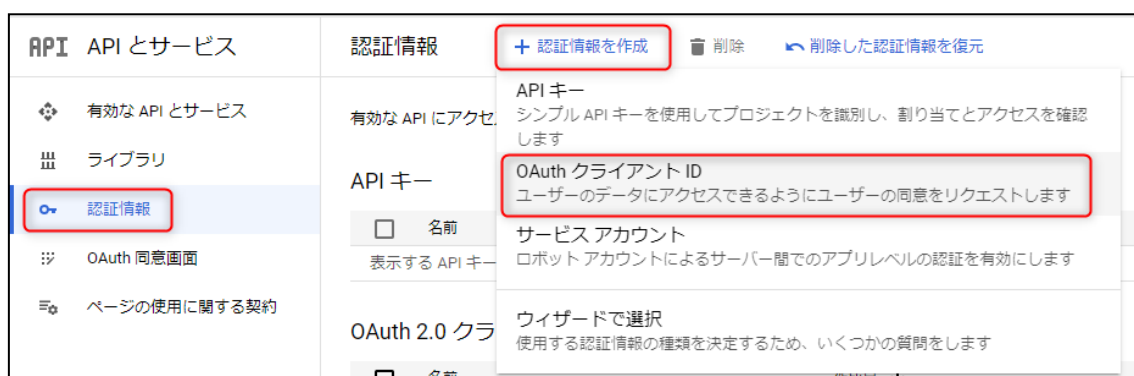 API APIとサービス
認証情報
+ 認証情報を作成
削除
削除した認証情報を復元
有効な API とサービス
ライブラリ
認証情報
OAuth 同意画面
ページの使用に関する契約
有効な API にアクセ
API キー
名前
表示する API キー
OAuth 2.0 クラ
API キー
シンプル API キーを使用してプロジェクトを識別し、割り当てとアクセスを確認
します
OAuth クライアント ID
ユーザーのデータにアクセスできるようにユーザーの同意をリクエストします
サービス アカウント
ロボット アカウントによるサーバー間でのアプリレベルの認証を有効にします
ウィザードで選択
使用する認証情報の種類を決定するため、いくつかの質問をします